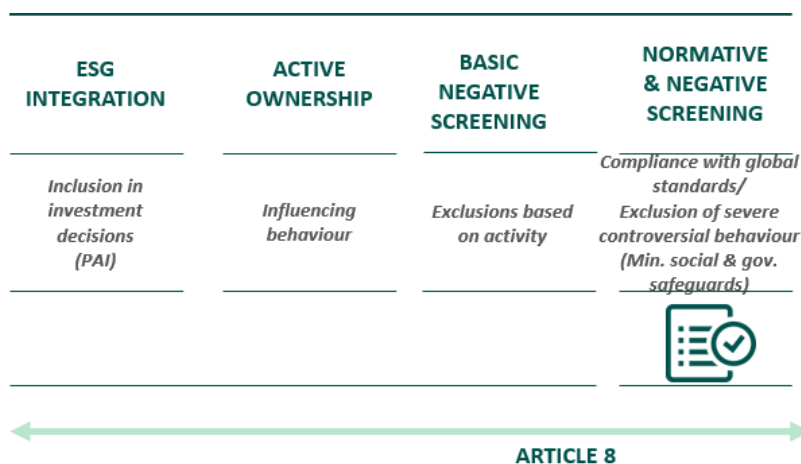 ESG
INTEGRATION
ACTIVE
OWNERSHIP
BASIC
NEGATIVE
SCREENING
NORMATIVE
& NEGATIVE
SCREENING
Inclusion in
investment
decisions
(PAI)
Influencing
behaviour
Exclusions based
on activity
Compliance with global
standards/
Exclusion of severe
controversial behaviour
(Min. social & gov.
safeguards)
ARTICLE 8